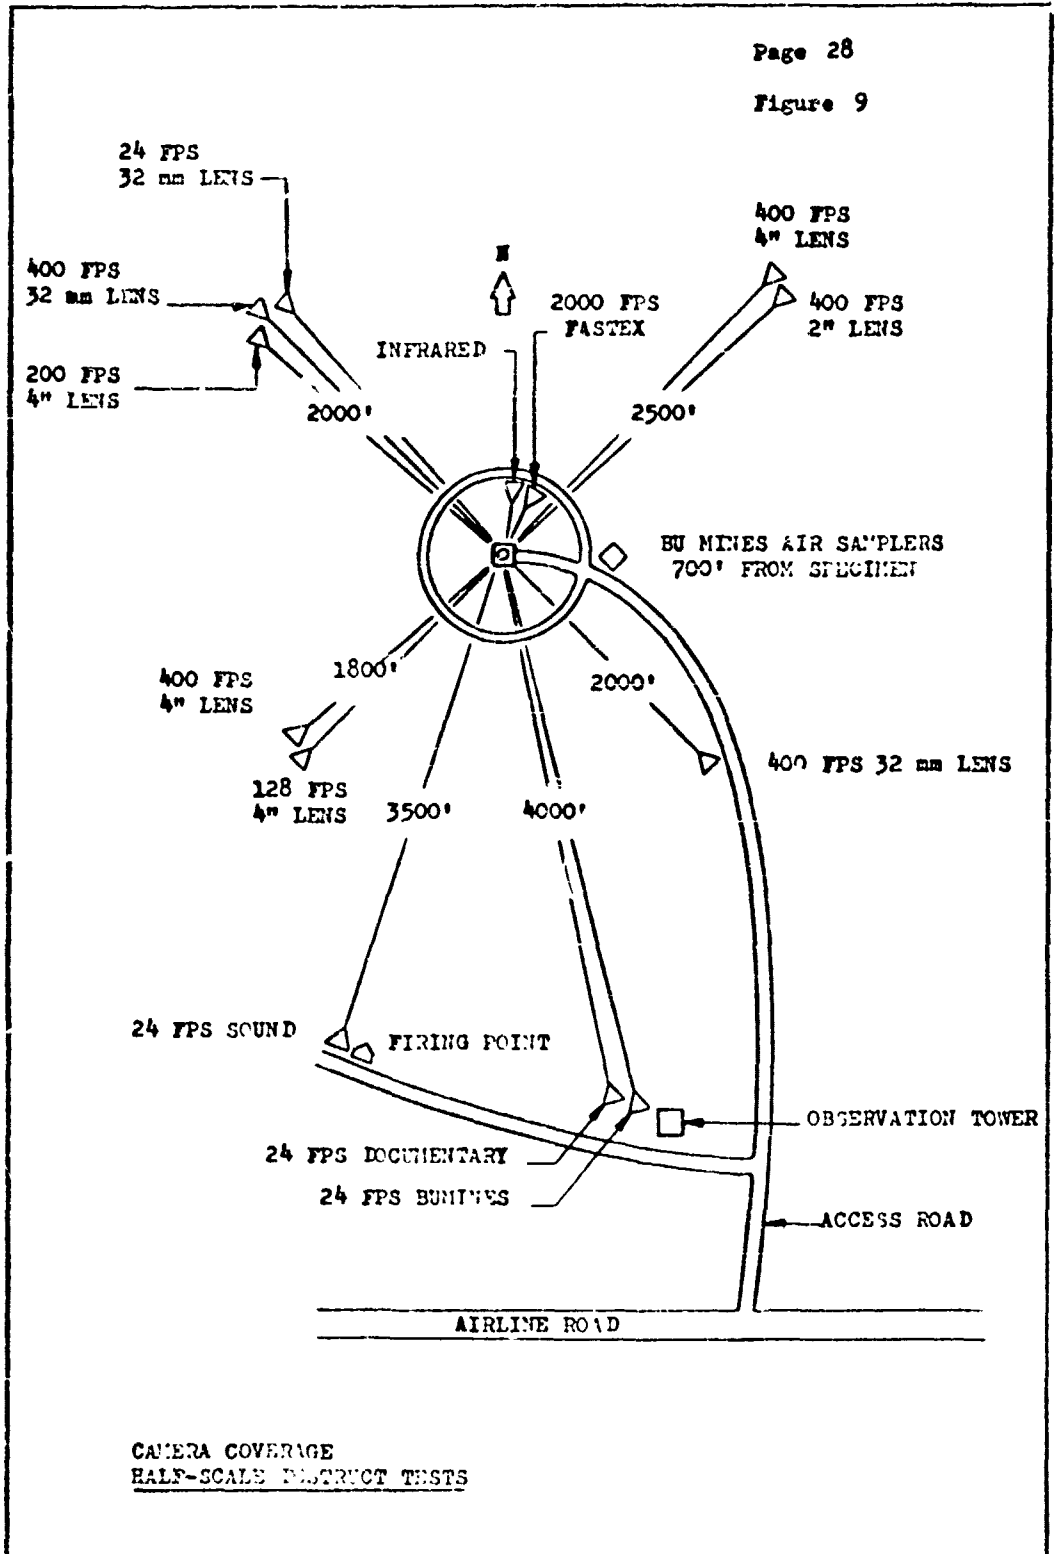 Page 28
Figure 9
24 FPS
32 mm LENS
400 FPS
4" LENS
400 FPS
32 mm LENS
N
2000 FPS
FASTEX
400 FPS
2" LENS
INFRARED
200 FPS
4" LENS
2000'
2500'
BU MINES AIR SAMPLERS
700' FROM SPECIMEN
1800'
2000'
400 FPS
4" LENS
400 FPS 32 mm LENS
128 FPS
4" LENS
3500'
4000'
24 FPS SOUND
FIRING POINT
OBSERVATION TOWER
24 FPS DOCUMENTARY
24 FPS BUMINES
ACCESS ROAD
AIRLINE ROAD
CAMERA COVERAGE
HALF-SCALE DESTRUCT TESTS